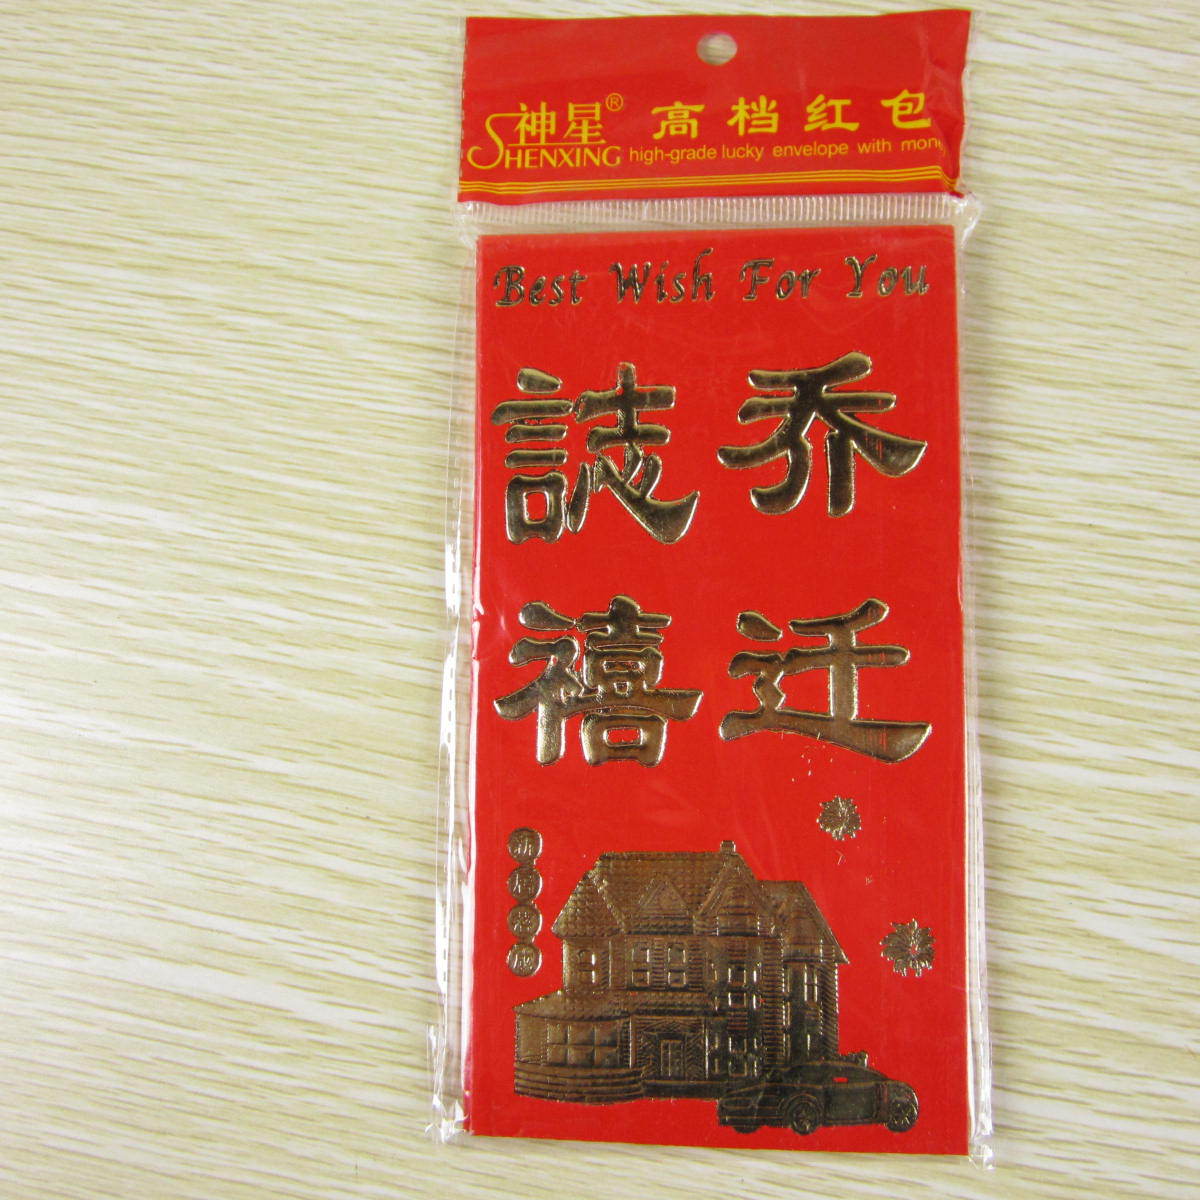 神星® 高档红包
SHENXING high-grade lucky envelope with mon
Best Wish For You
乔迁
誌禧